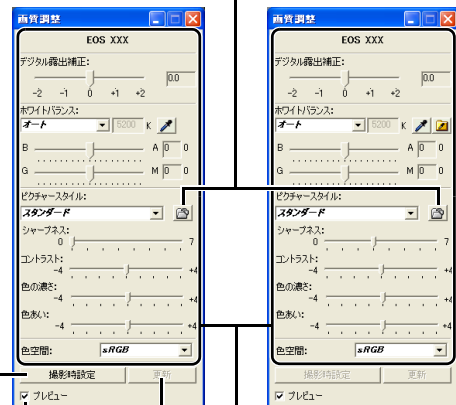 画質調整
EOS XXX
デジタル露出補正:
0.0
-2 -1 0 +1 +2
ホワイトバランス:
オート 5200 K
B A 0 0
G M 0 0
ピクチャースタイル:
スタンダード
シャープネス:
0 7
コントラスト:
-4 +4
色の濃さ:
-4 +4
色あい:
-4 +4
色空間: sRGB
撮影時設定 更新
プレビュー
画質調整
EOS XXX
デジタル露出補正:
0.0
-2 -1 0 +1 +2
ホワイトバランス:
オート 5200 K
B A 0 0
G M 0 0
ピクチャースタイル:
スタンダード
シャープネス:
0 7
コントラスト:
-4 +4
色の濃さ:
-4 +4
色あい:
-4 +4
色空間: sRGB
撮影時設定 更新
プレビュー